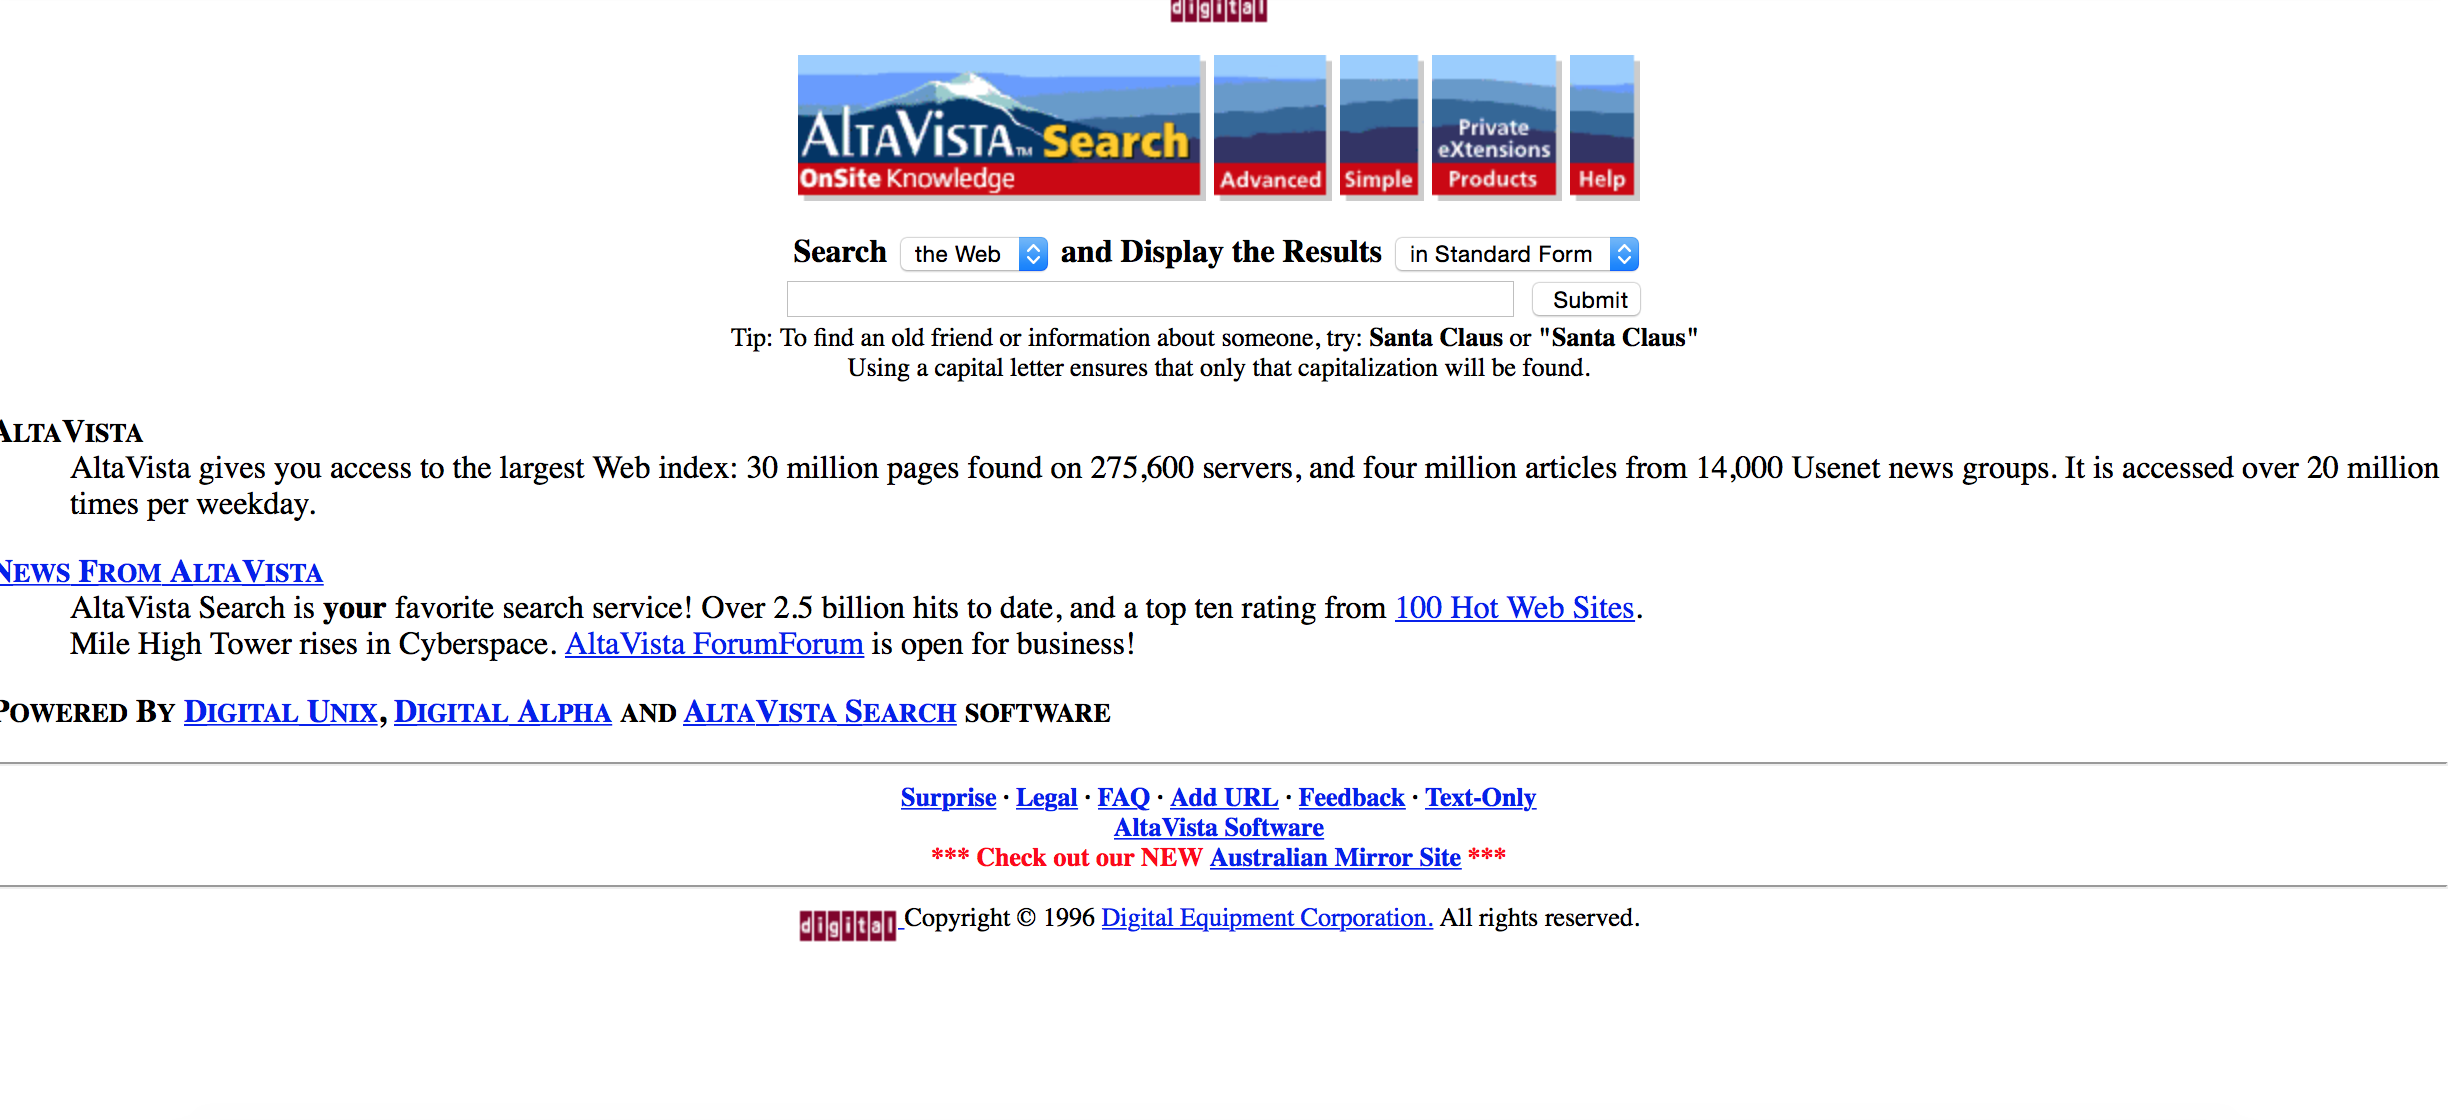 digital
ALTAVISTA™ Search
OnSite Knowledge
Advanced
Simple
Private
eXtensions
Products
Help
Search the Web and Display the Results in Standard Form
Submit
Tip: To find an old friend or information about someone, try: Santa Claus or "Santa Claus"
Using a capital letter ensures that only that capitalization will be found.
ALTAVISTA
AltaVista gives you access to the largest Web index: 30 million pages found on 275,600 servers, and four million articles from 14,000 Usenet news groups. It is accessed over 20 million
times per weekday.
NEWS FROM ALTAVISTA
AltaVista Search is your favorite search service! Over 2.5 billion hits to date, and a top ten rating from 100 Hot Web Sites.
Mile High Tower rises in Cyberspace. AltaVista ForumForum is open for business!
POWERED BY DIGITAL UNIX, DIGITAL ALPHA AND ALTAVISTA SEARCH SOFTWARE
Surprise · Legal · FAQ · Add URL · Feedback · Text-Only
AltaVista Software
*** Check out our NEW Australian Mirror Site ***
digital Copyright © 1996 Digital Equipment Corporation. All rights reserved.